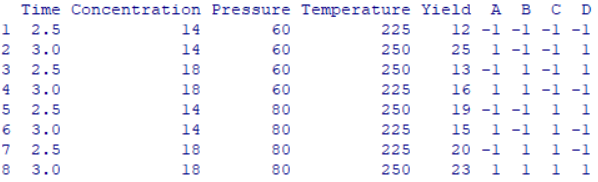 Time Concentration Pressure Temperature Yield A B C D
1 2.5 14 60 225 12 -1 -1 -1 -1
2 3.0 14 60 250 25 1 -1 -1 1
3 2.5 18 60 250 13 -1 1 -1 1
4 3.0 18 60 225 16 1 1 -1 -1
5 2.5 14 80 250 19 -1 -1 1 1
6 3.0 14 80 225 15 1 -1 1 -1
7 2.5 18 80 225 20 -1 1 1 -1
8 3.0 18 80 250 23 1 1 1 1